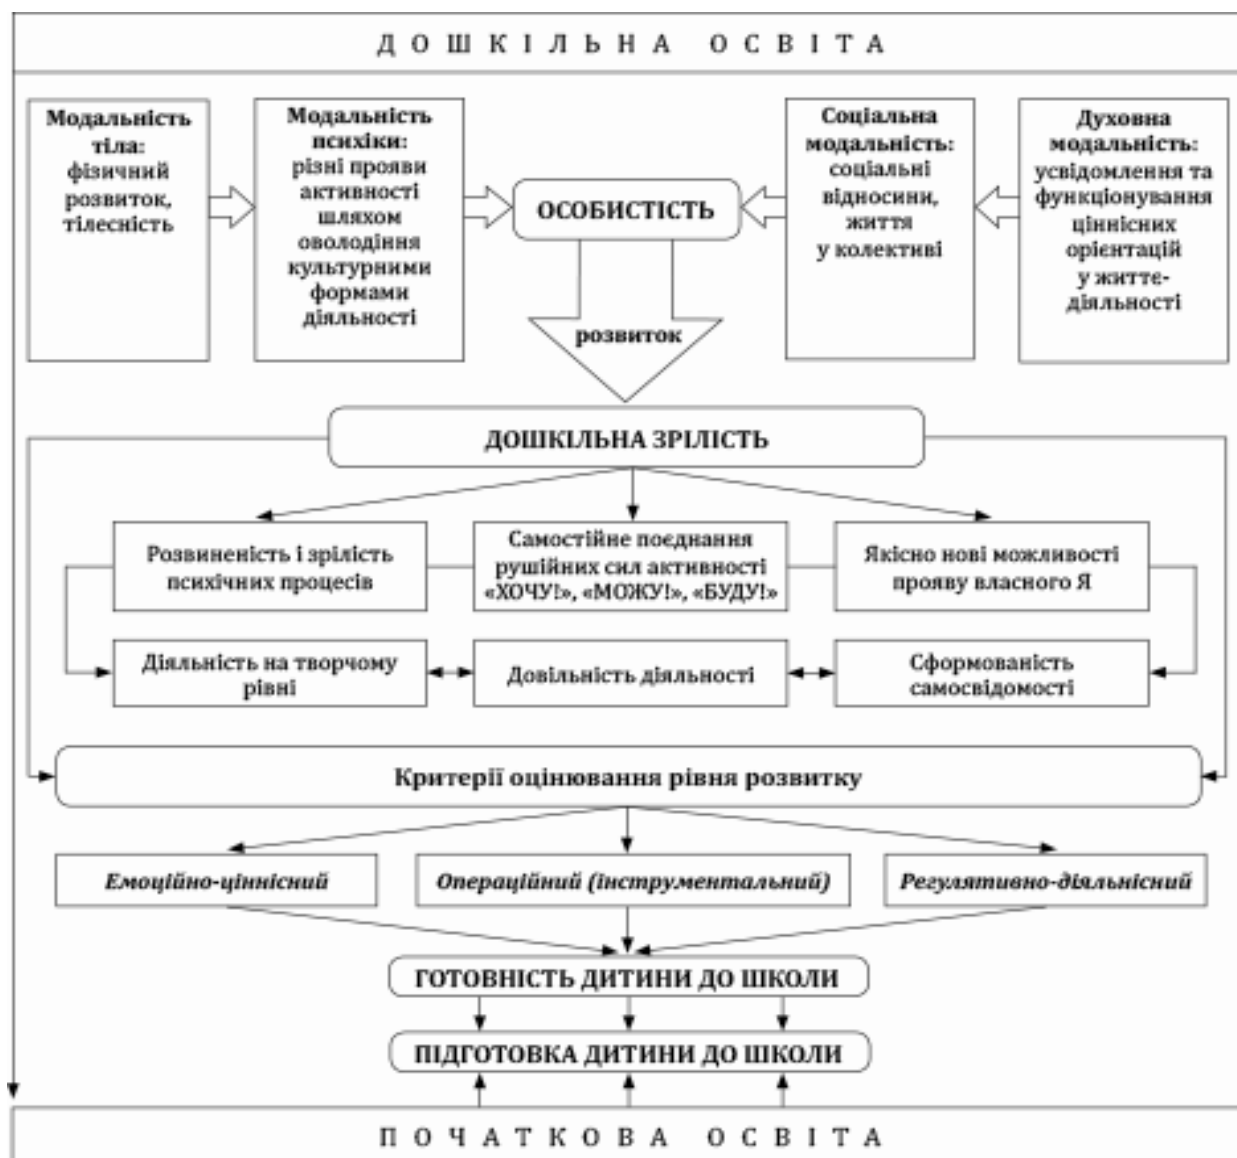 ДОШКІЛЬНА ОСВІТА
Модальність
тіла:
фізичний
розвиток,
тілесність
Модальність
психіки:
різні прояви
активності
шляхом
оволодіння
культурними
формами
діяльності
ОСОБИСТІСТЬ
Соціальна
модальність:
соціальні
відносини,
життя
у колективі
Духовна
модальність:
усвідомлення та
функціонування
ціннісних
орієнтацій
у життє-
діяльності
розвиток
ДОШКІЛЬНА ЗРІЛІСТЬ
Розвиненість і зрілість
психічних процесів
Самостійне поєднання
рушійних сил активності
«ХОЧУ!», «МОЖУ!», «БУДУ!»
Якісно нові можливості
прояву власного Я
Діяльність на творчому
рівні
Довільність діяльності
Сформованість
самосвідомості
Критерії оцінювання рівня розвитку
Емоційно-ціннісний
Операційний (інструментальний)
Регулятивно-діяльнісний
ГОТОВНІСТЬ ДИТИНИ ДО ШКОЛИ
ПІДГОТОВКА ДИТИНИ ДО ШКОЛИ
ПОЧАТКОВА ОСВІТА